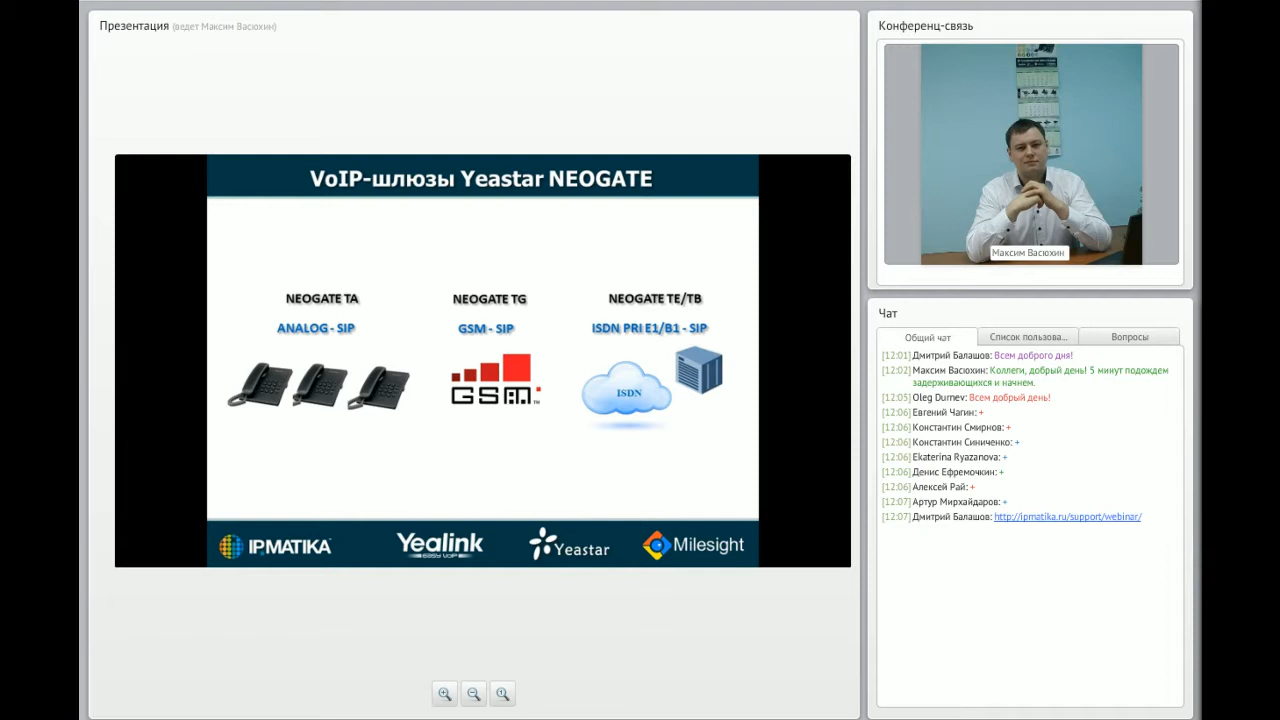 Презентация (ведет Максим Васюхин)
VoIP-шлюзы Yeastar NEOGATE
NEOGATE TA
NEOGATE TG
NEOGATE TE/TB
ANALOG - SIP
GSM - SIP
ISDN PRI E1/B1 - SIP
GSM
ISDN
IPMATIKA
Yealink
EASY VOIP
Yeastar
Milesight
Конференц-связь
Максим Васюхин
Чат
Общий чат
Список пользова...
Вопросы
[12:01] Дмитрий Балашов: Всем доброго дня!
[12:02] Максим Васюхин: Коллеги, добрый день! 5 минут подождем
задерживающихся и начнем.
[12:05] Oleg Durnev: Всем добрый день!
[12:06] Евгений Чагин: +
[12:06] Константин Смирнов: +
[12:06] Константин Синиченко: +
[12:06] Ekaterina Ryazanova: +
[12:06] Денис Ефремочкин: +
[12:06] Алексей Рай: +
[12:07] Артур Мирхайдаров: +
[12:07] Дмитрий Балашов: http://ipmatika.ru/support/webinar/